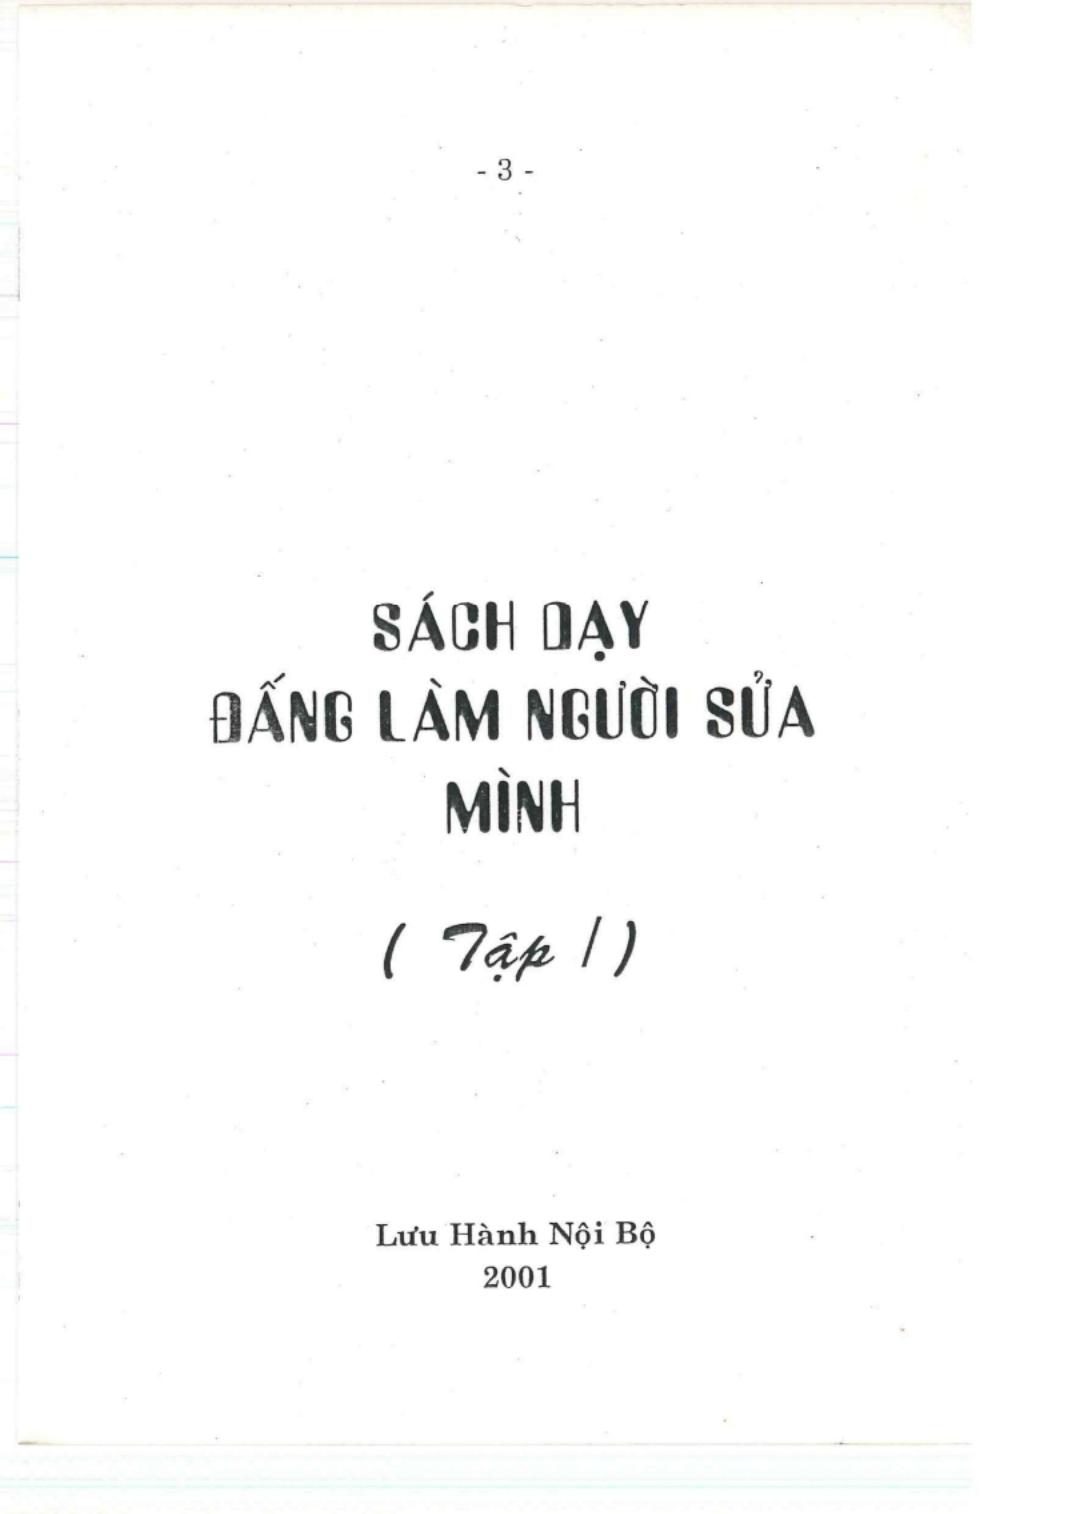 - 3 -
SÁCH DẠY
ĐẤNG LÀM NGƯỜI SỬA
MÌNH
( Tập I )
Lưu Hành Nội Bộ
2001